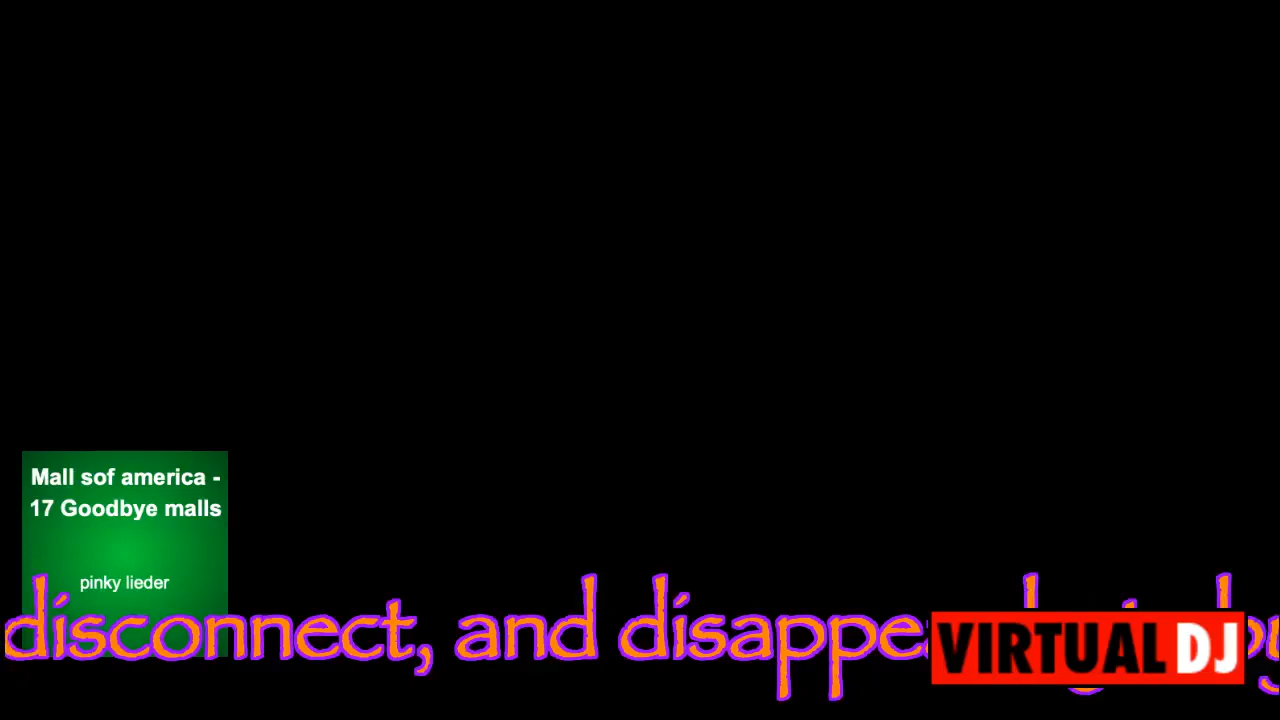 Mall sof america -
17 Goodbye malls
pinky lieder
disconnect, and disappe
VIRTUAL DJ